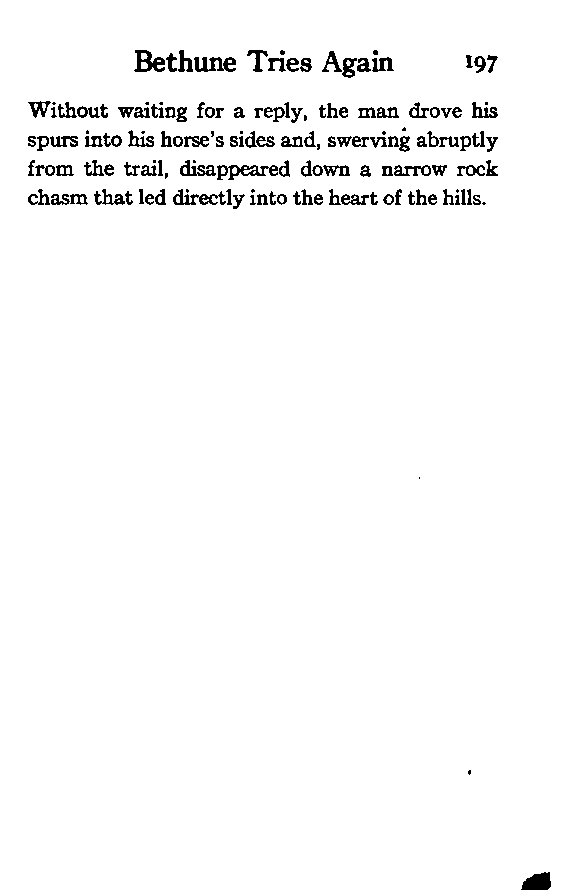 Bethune Tries Again 197
Without waiting for a reply, the man drove his
spurs into his horse's sides and, swerving abruptly
from the trail, disappeared down a narrow rock
chasm that led directly into the heart of the hills.